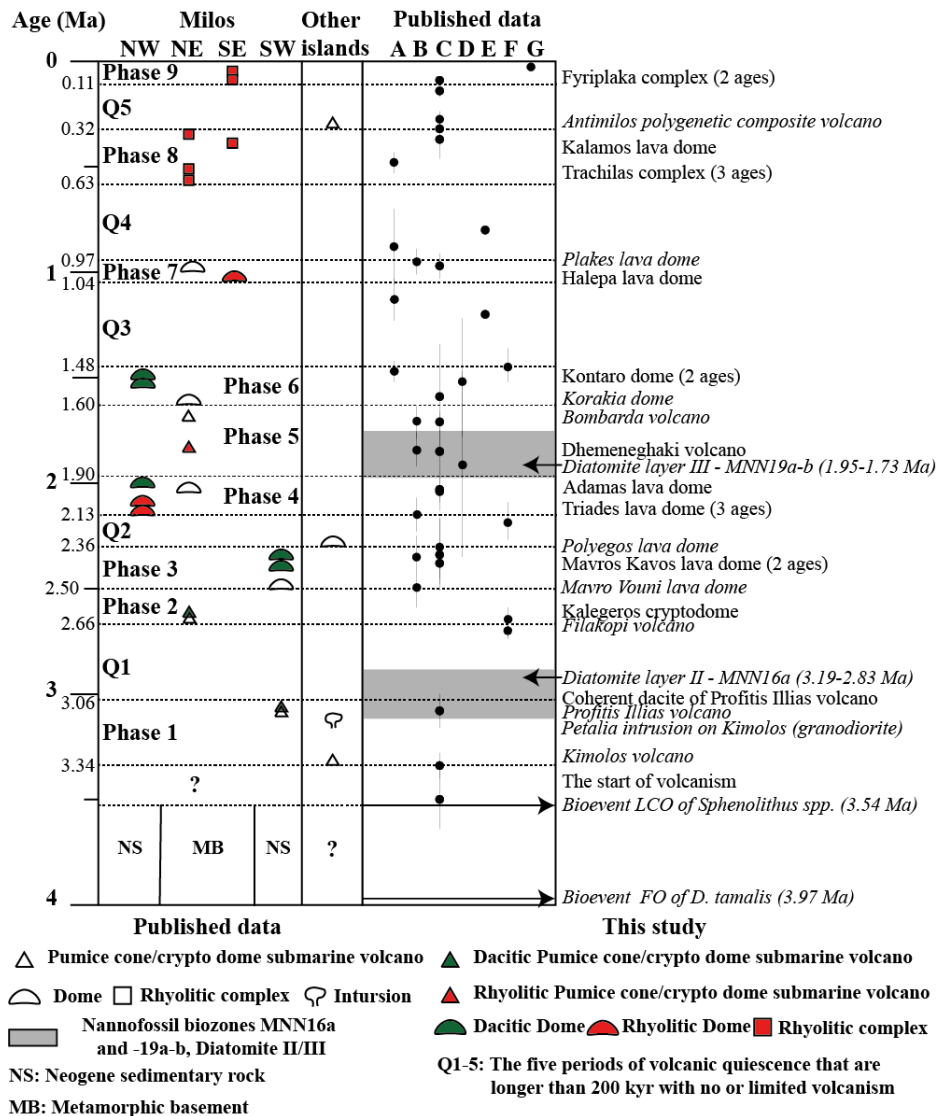 Age (Ma) Milos Other islands Published data
NW NE SE SW A B C D E F G
0
Phase 9
0.11
Fyriplaka complex (2 ages)
Q5
0.32
Antimilos polygenetic composite volcano
Kalamos lava dome
Phase 8
Trachilas complex (3 ages)
0.63
Q4
0.97
Plakes lava dome
1
Phase 7
Halepa lava dome
1.04
Q3
1.48
Kontaro dome (2 ages)
Phase 6
Korakia dome
1.60
Bombarda volcano
Phase 5
Dhemeneghaki volcano
Diatomite layer III - MNN19a-b (1.95-1.73 Ma)
1.90
2
Phase 4
Adamas lava dome
Triades lava dome (3 ages)
2.13
Q2
2.36
Polyegos lava dome
Phase 3
Mavros Kavos lava dome (2 ages)
2.50
Mavro Vouni lava dome
Phase 2
Kalegeros cryptodome
2.66
Filakopi volcano
Q1
Diatomite layer II - MNN16a (3.19-2.83 Ma)
3
3.06
Coherent dacite of Profitis Illias volcano
Profitis Illias volcano
Phase 1
Petalia intrusion on Kimolos (granodiorite)
Kimolos volcano
3.34
?
The start of volcanism
Bioevent LCO of Sphenolithus spp. (3.54 Ma)
NS MB NS ?
4
Bioevent FO of D. tamalis (3.97 Ma)
Published data
Pumice cone/crypto dome submarine volcano
Dome Rhyolitic complex Intursion
Nannofossil biozones MNN16a
and -19a-b, Diatomite II/III
NS: Neogene sedimentary rock
MB: Metamorphic basement
This study
Dacitic Pumice cone/crypto dome submarine volcano
Rhyolitic Pumice cone/crypto dome submarine volcano
Dacitic Dome Rhyolitic Dome Rhyolitic complex
Q1-5: The five periods of volcanic quiescence that are
longer than 200 kyr with no or limited volcanism